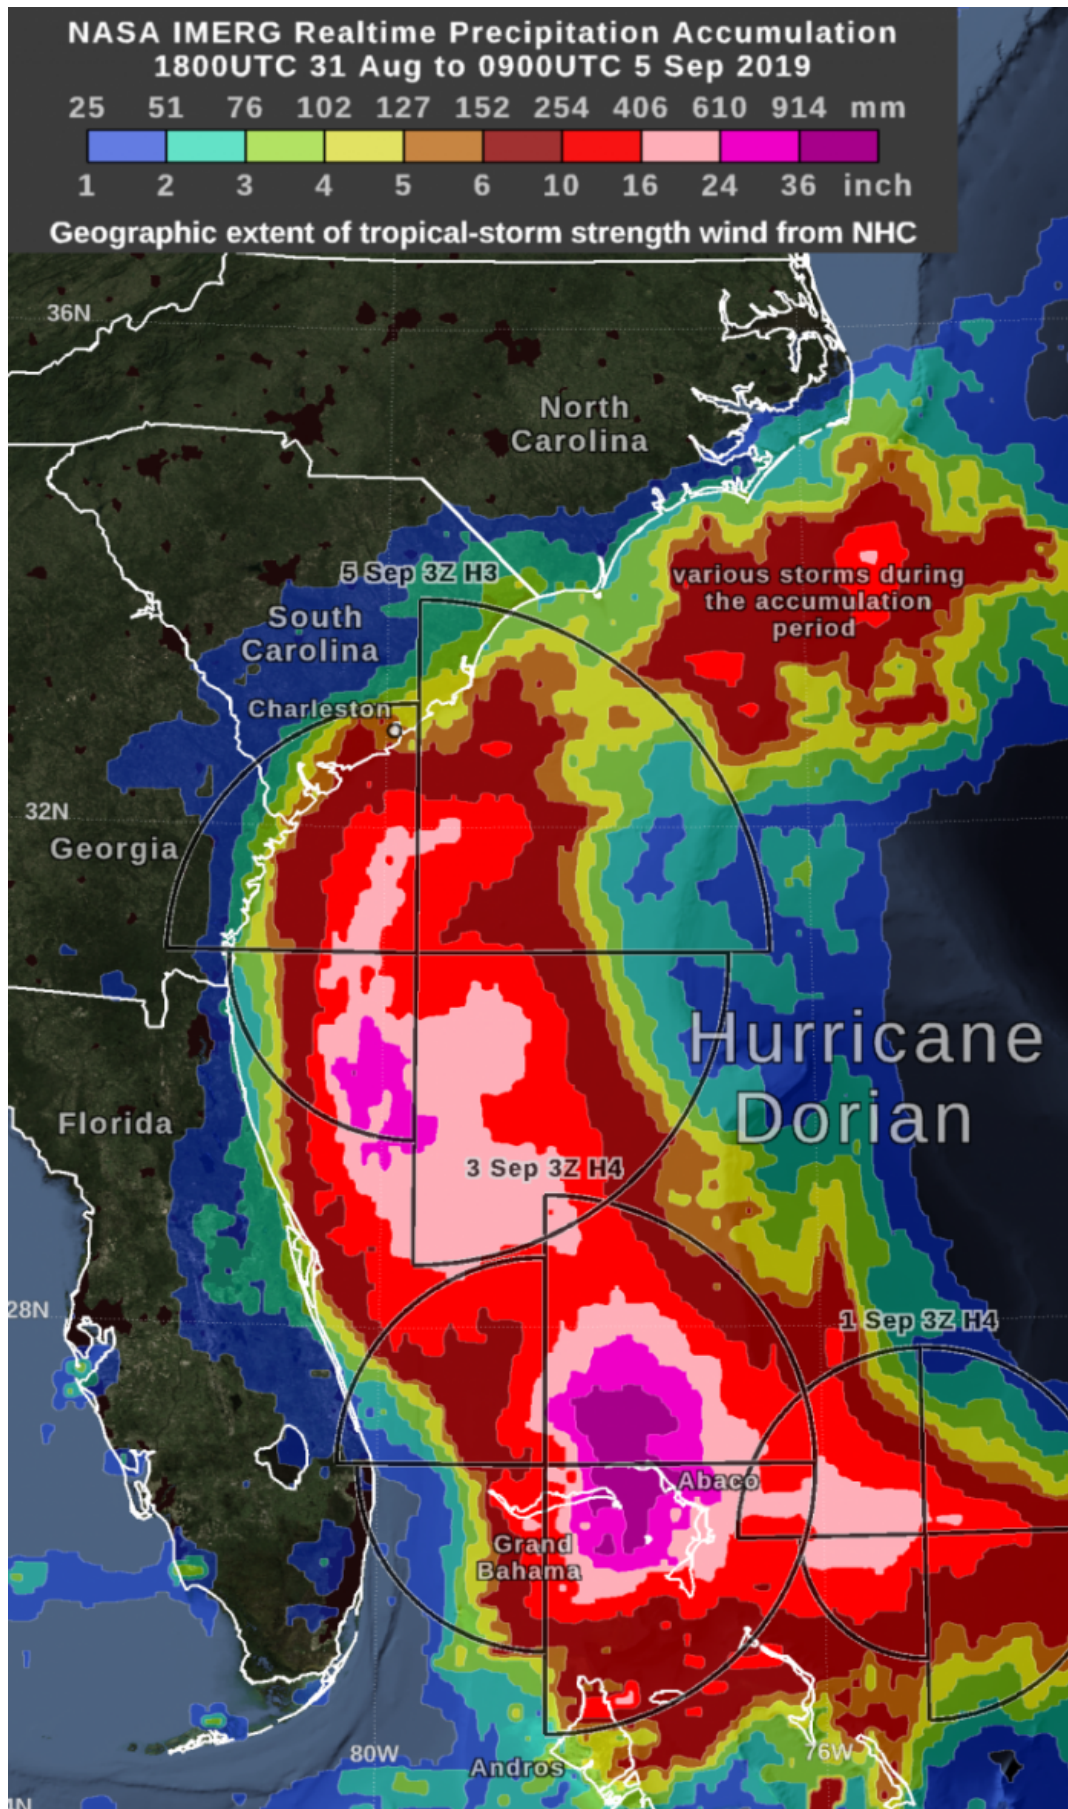 NASA IMERG Realtime Precipitation Accumulation
1800UTC 31 Aug to 0900UTC 5 Sep 2019
25 51 76 102 127 152 254 406 610 914 mm
1 2 3 4 5 6 10 16 24 36 inch
Geographic extent of tropical-storm strength wind from NHC
36N
North
Carolina
5 Sep 3Z H3
various storms during
the accumulation
period
South
Carolina
Charleston
32N
Georgia
Hurricane
Dorian
Florida
3 Sep 3Z H4
28N
1 Sep 3Z H4
Abaco
Grand
Bahama
80W
76W
Andros